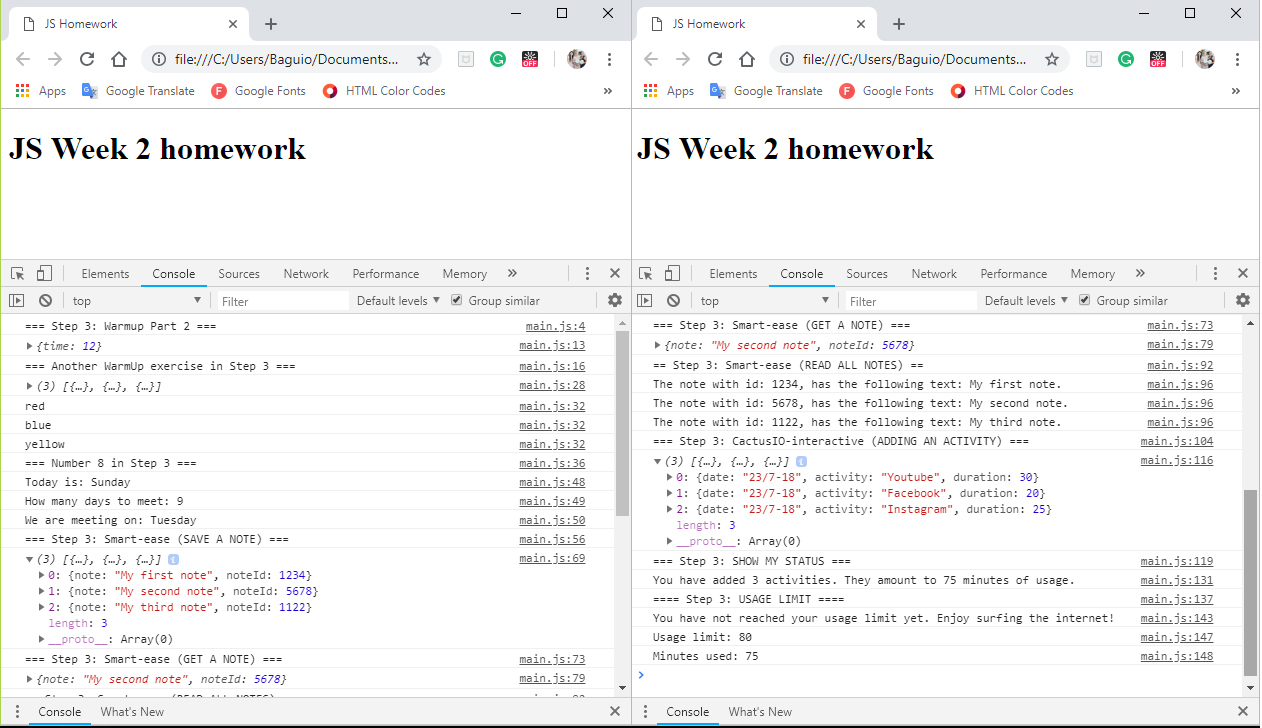 JS Homework
file:///C:/Users/Baguio/Documents...
OFF
Apps Google Translate Google Fonts HTML Color Codes »
JS Week 2 homework
Elements Console Sources Network Performance Memory »
top Filter Default levels Group similar
=== Step 3: Warmup Part 2 === main.js:4
{time: 12} main.js:13
=== Another WarmUp exercise in Step 3 === main.js:16
(3) [{…}, {…}, {…}] main.js:28
red main.js:32
blue main.js:32
yellow main.js:32
=== Number 8 in Step 3 === main.js:36
Today is: Sunday main.js:48
How many days to meet: 9 main.js:49
We are meeting on: Tuesday main.js:50
=== Step 3: Smart-ease (SAVE A NOTE) === main.js:56
(3) [{…}, {…}, {…}] i main.js:69
0: {note: "My first note", noteId: 1234}
1: {note: "My second note", noteId: 5678}
2: {note: "My third note", noteId: 1122}
length: 3
__proto__: Array(0)
=== Step 3: Smart-ease (GET A NOTE) === main.js:73
{note: "My second note", noteId: 5678} main.js:79
Console What's New
JS Homework
file:///C:/Users/Baguio/Documents...
OFF
Apps Google Translate Google Fonts HTML Color Codes »
JS Week 2 homework
Elements Console Sources Network Performance Memory »
top Filter Default levels Group similar
=== Step 3: Smart-ease (GET A NOTE) === main.js:73
{note: "My second note", noteId: 5678} main.js:79
== Step 3: Smart-ease (READ ALL NOTES) == main.js:92
The note with id: 1234, has the following text: My first note. main.js:96
The note with id: 5678, has the following text: My second note. main.js:96
The note with id: 1122, has the following text: My third note. main.js:96
=== Step 3: CactusIO-interactive (ADDING AN ACTIVITY) === main.js:104
(3) [{…}, {…}, {…}] i main.js:116
0: {date: "23/7-18", activity: "Youtube", duration: 30}
1: {date: "23/7-18", activity: "Facebook", duration: 20}
2: {date: "23/7-18", activity: "Instagram", duration: 25}
length: 3
__proto__: Array(0)
=== Step 3: SHOW MY STATUS === main.js:119
You have added 3 activities. They amount to 75 minutes of usage. main.js:131
==== Step 3: USAGE LIMIT ==== main.js:137
You have not reached your usage limit yet. Enjoy surfing the internet! main.js:143
Usage limit: 80 main.js:147
Minutes used: 75 main.js:148
Console What's New